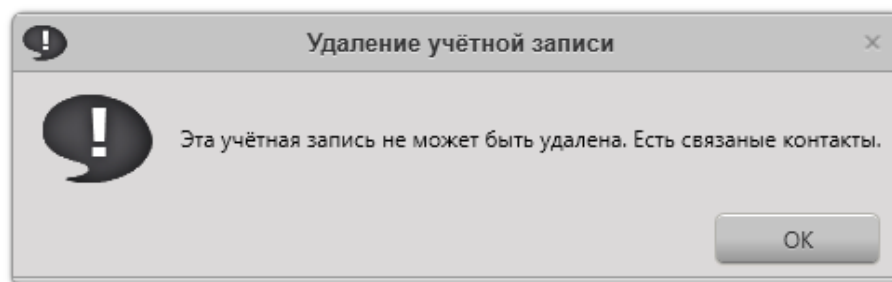 Удаление учётной записи
Эта учётная запись не может быть удалена. Есть связаные контакты.
OK